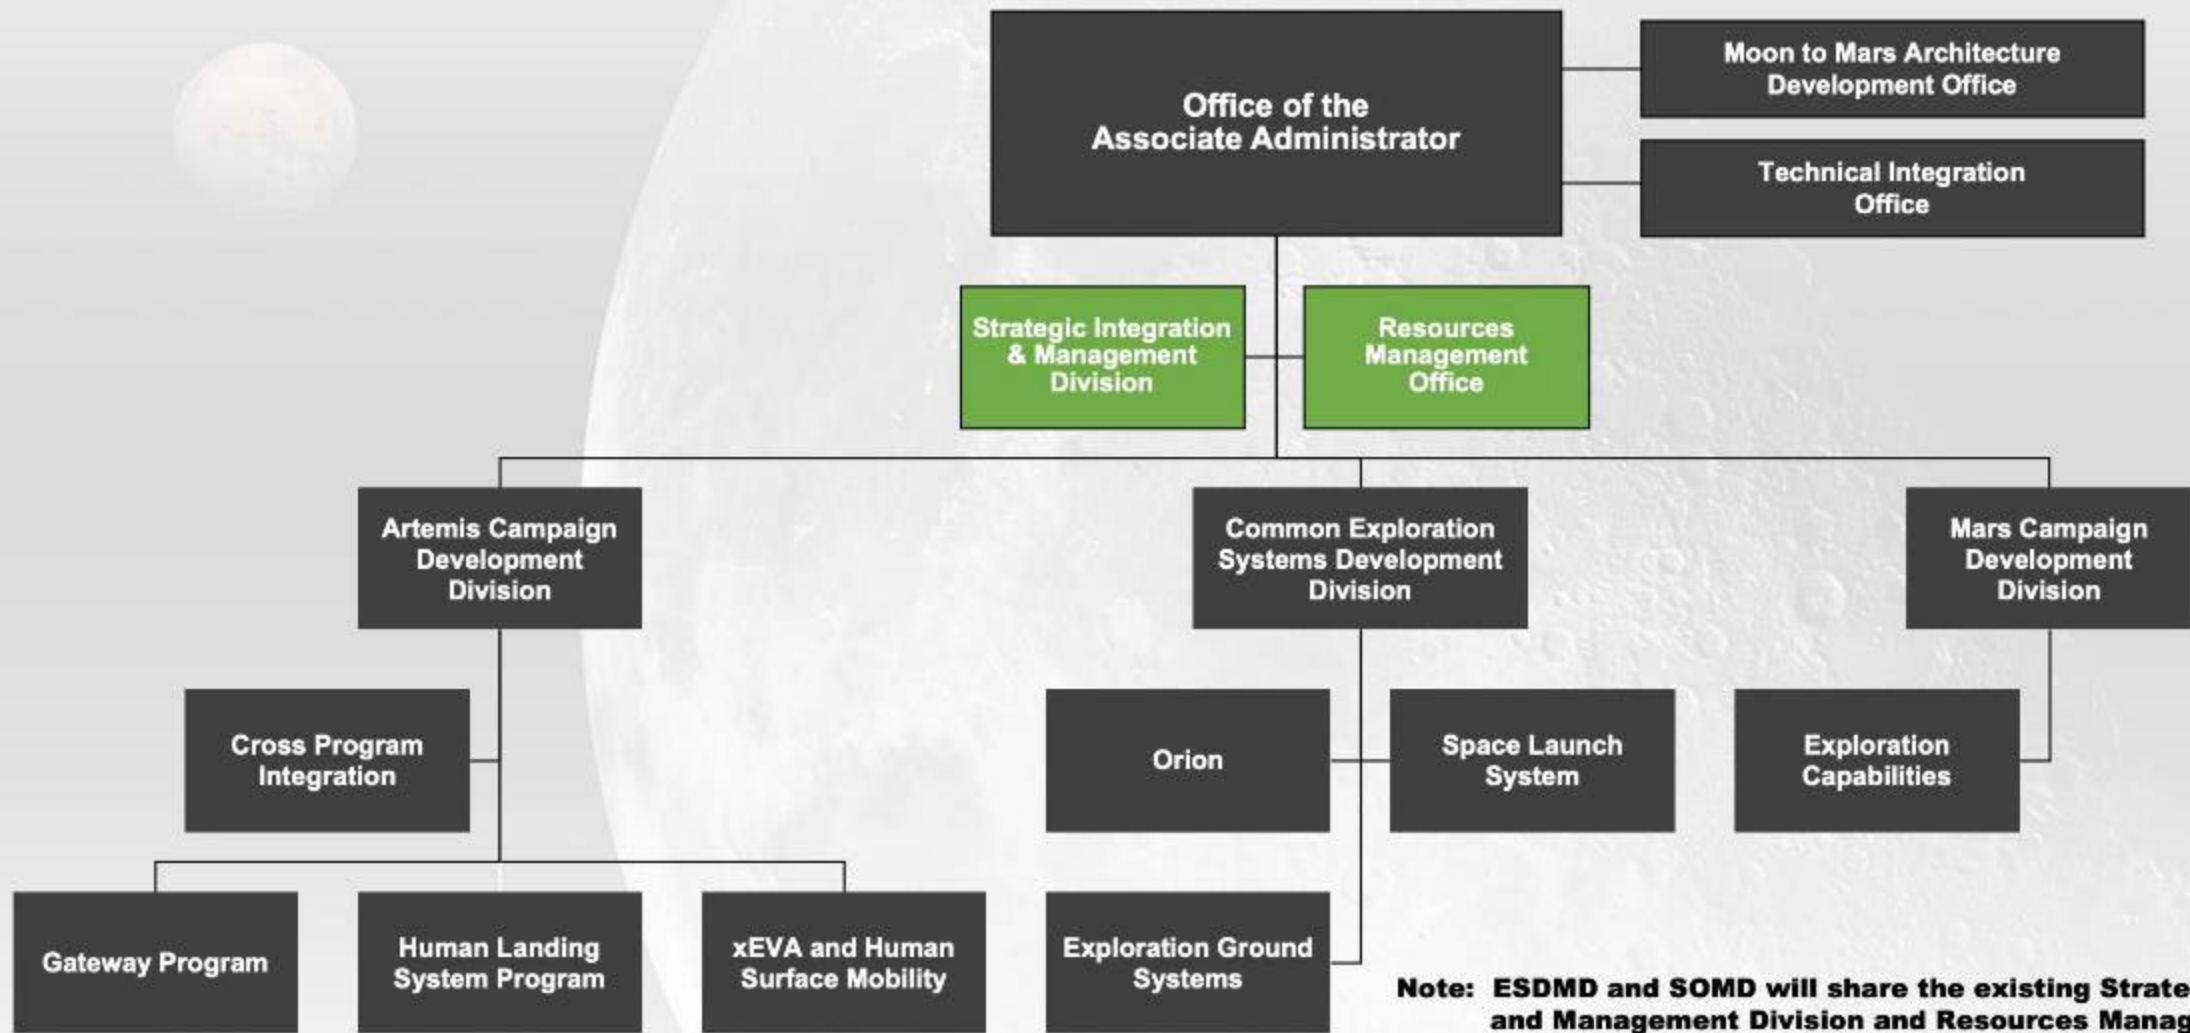 Office of the
Associate Administrator
Moon to Mars Architecture
Development Office
Technical Integration
Office
Strategic Integration
& Management
Division
Resources
Management
Office
Artemis Campaign
Development
Division
Common Exploration
Systems Development
Division
Mars Campaign
Development
Division
Cross Program
Integration
Orion
Space Launch
System
Exploration
Capabilities
Gateway Program
Human Landing
System Program
xEVA and Human
Surface Mobility
Exploration Ground
Systems
Note: ESDMD and SOMD will share the existing
and Management Division and Resources